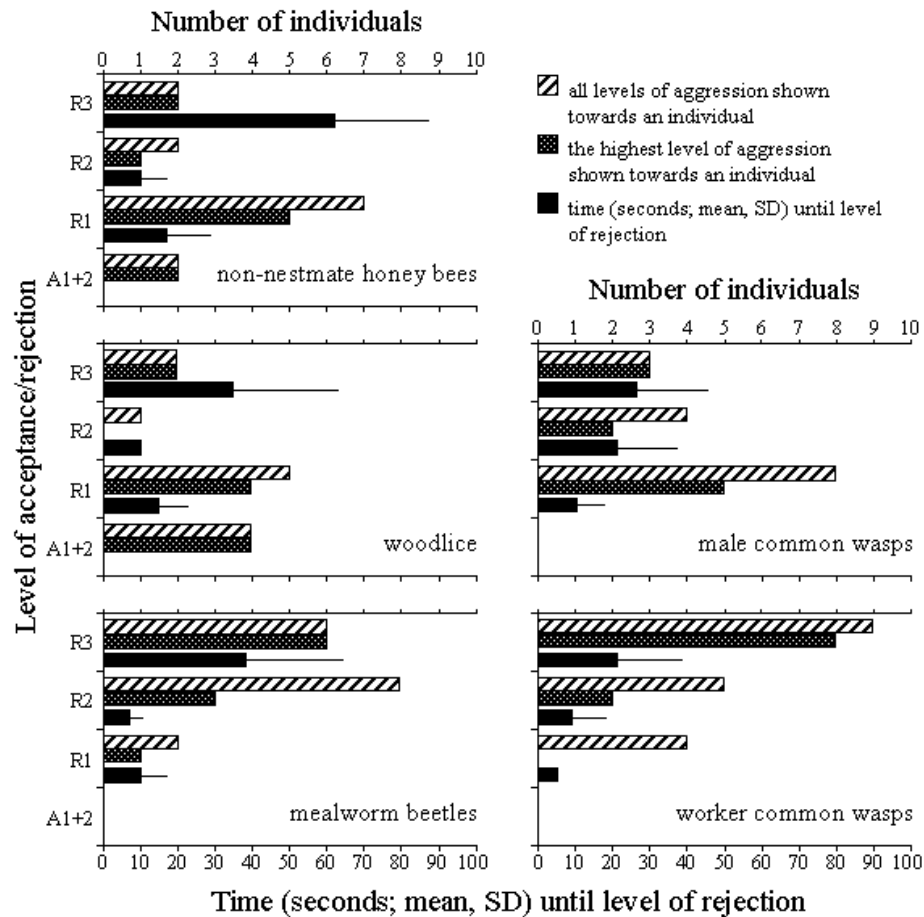 Number of individuals
0 1 2 3 4 5 6 7 8 9 10
all levels of aggression shown
towards an individual
the highest level of aggression
shown towards an individual
time (seconds; mean, SD) until level
of rejection
R3
R2
R1
A1+2
non-nestmate honey bees
Number of individuals
0 1 2 3 4 5 6 7 8 9 10
Level of acceptance/rejection
R3
R2
R1
A1+2
woodlice
male common wasps
R3
R2
R1
A1+2
mealworm beetles
worker common wasps
0 10 20 30 40 50 60 70 80 90 100
0 10 20 30 40 50 60 70 80 90 100
Time (seconds; mean, SD) until level of rejection